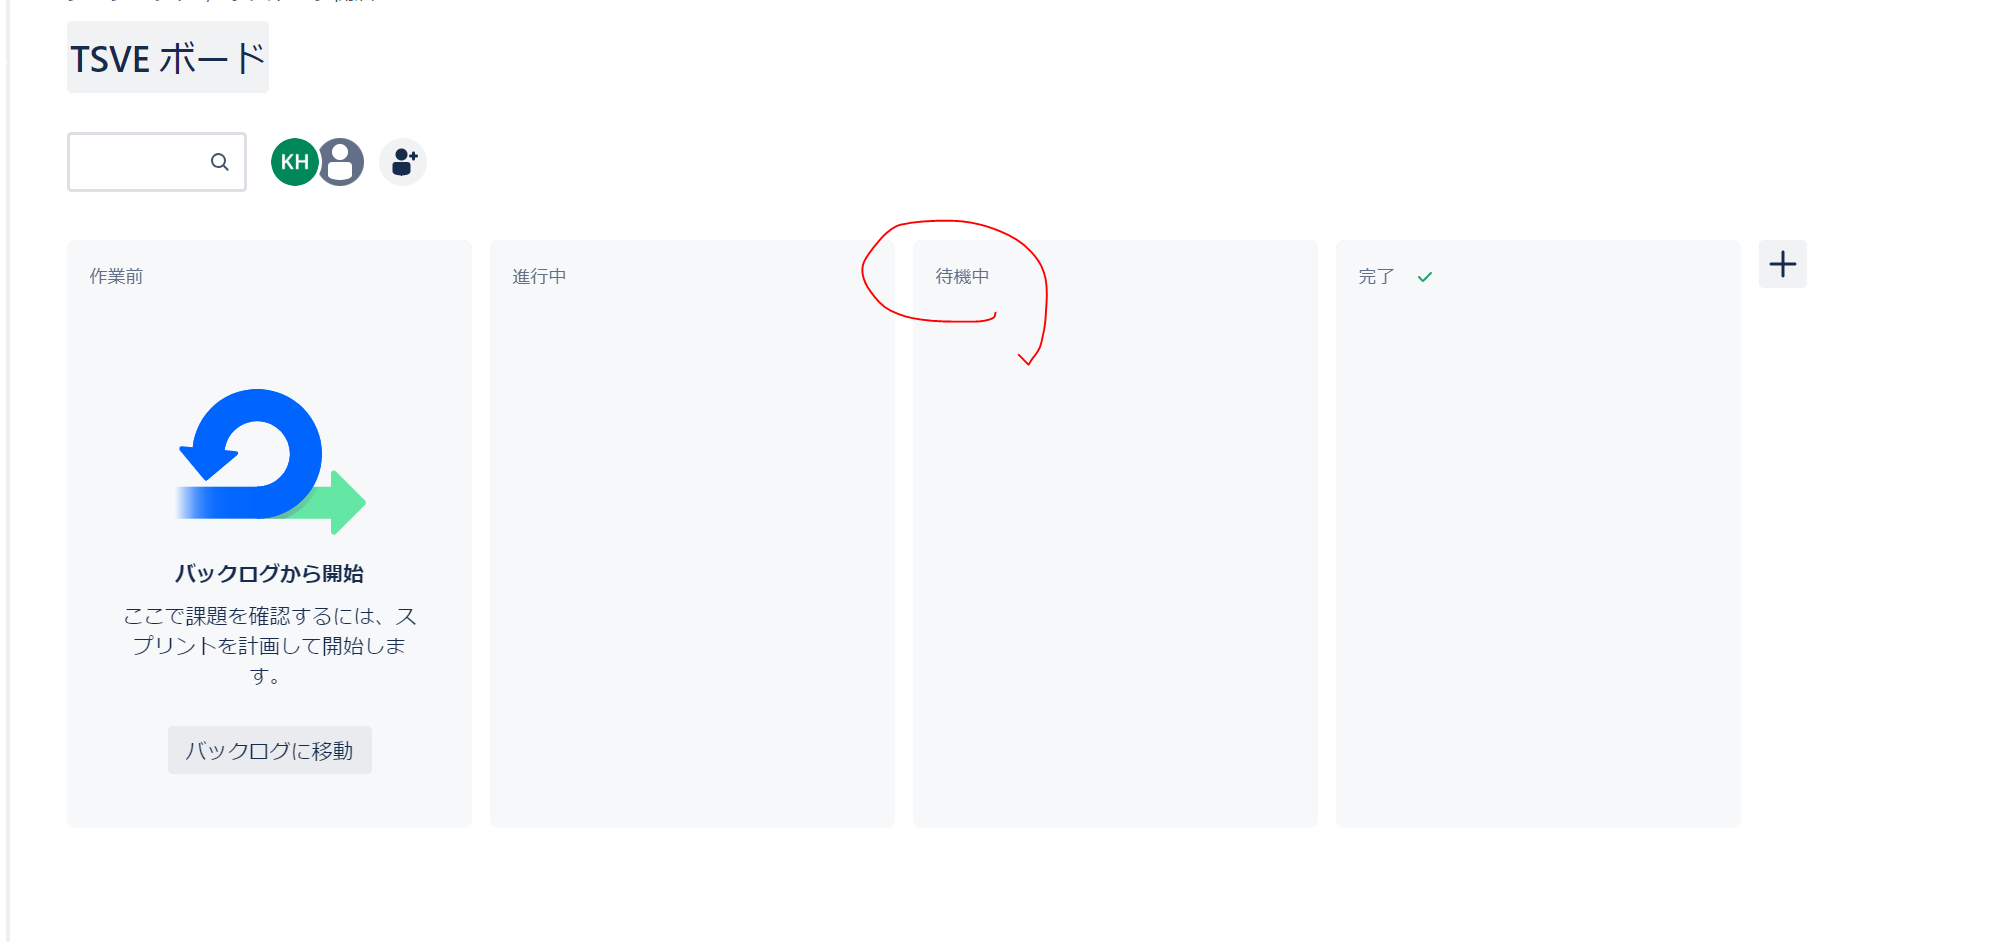 TSVE ボード
KH
作業前
進行中
待機中
完了
バックログから開始
ここで課題を確認するには、ス
プリントを計画して開始しま
す。
バックログに移動